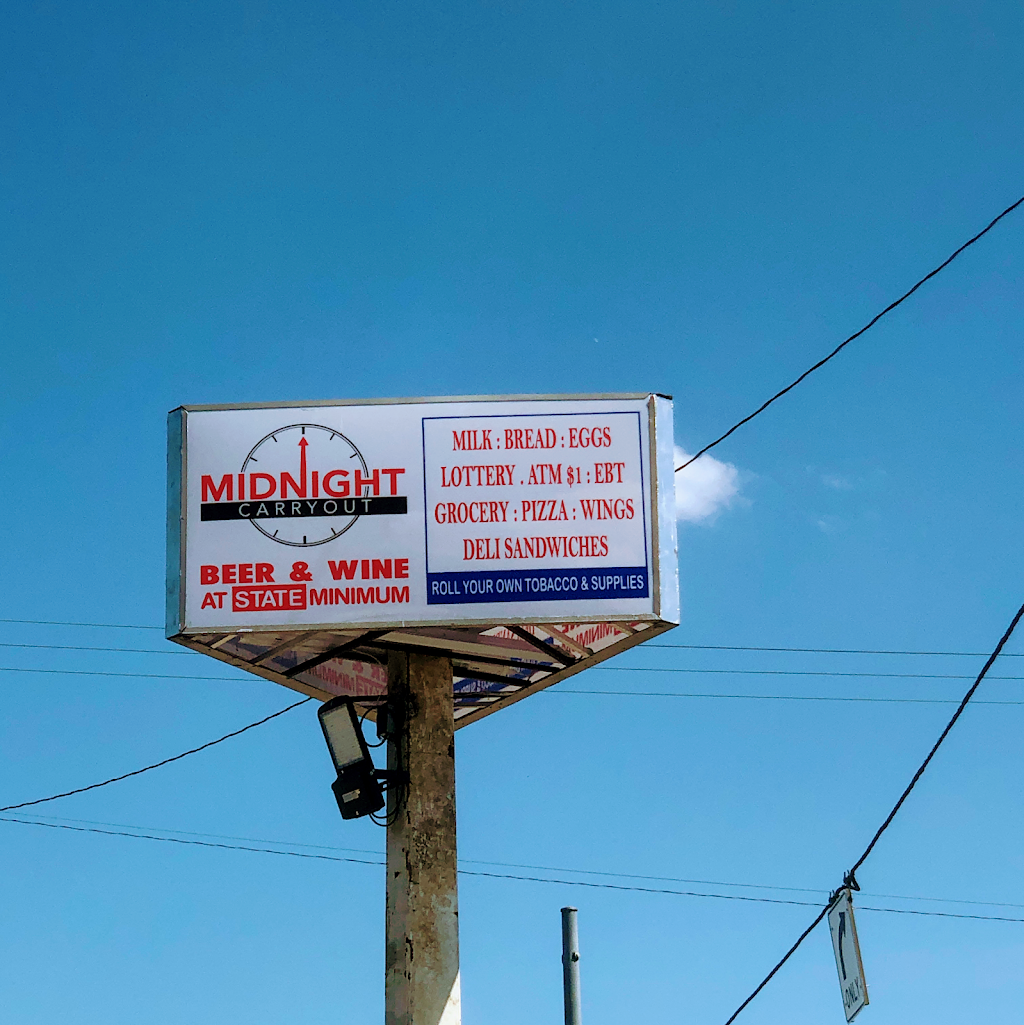 MIDNIGHT
CARRYOUT
BEER & WINE
AT STATE MINIMUM
MILK : BREAD : EGGS
LOTTERY . ATM $1 : EBT
GROCERY : PIZZA : WINGS
DELI SANDWICHES
ROLL YOUR OWN TOBACCO & SUPPLIES
ONLY